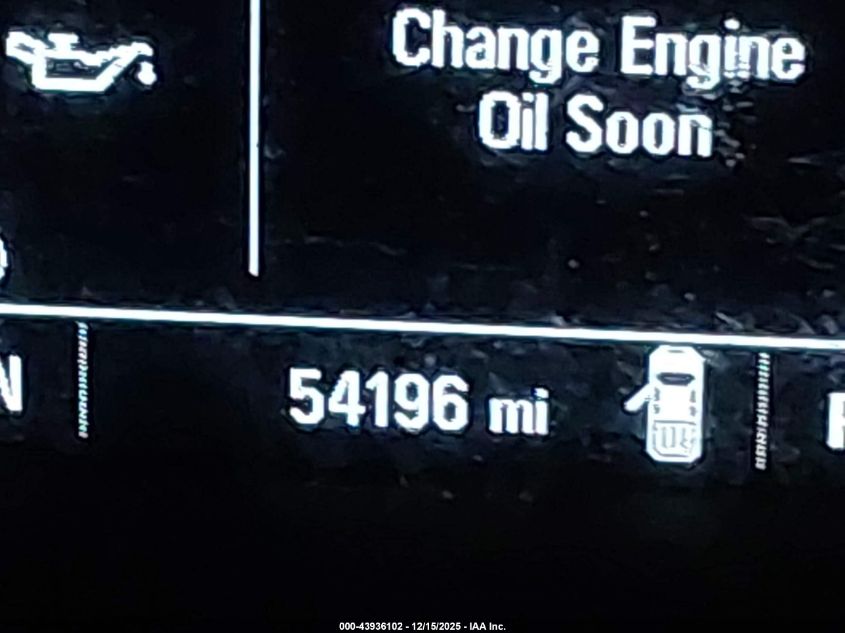 Change Engine
Oil Soon
N
54196 mi
000-43936102 - 12/15/2025 - IAA Inc.